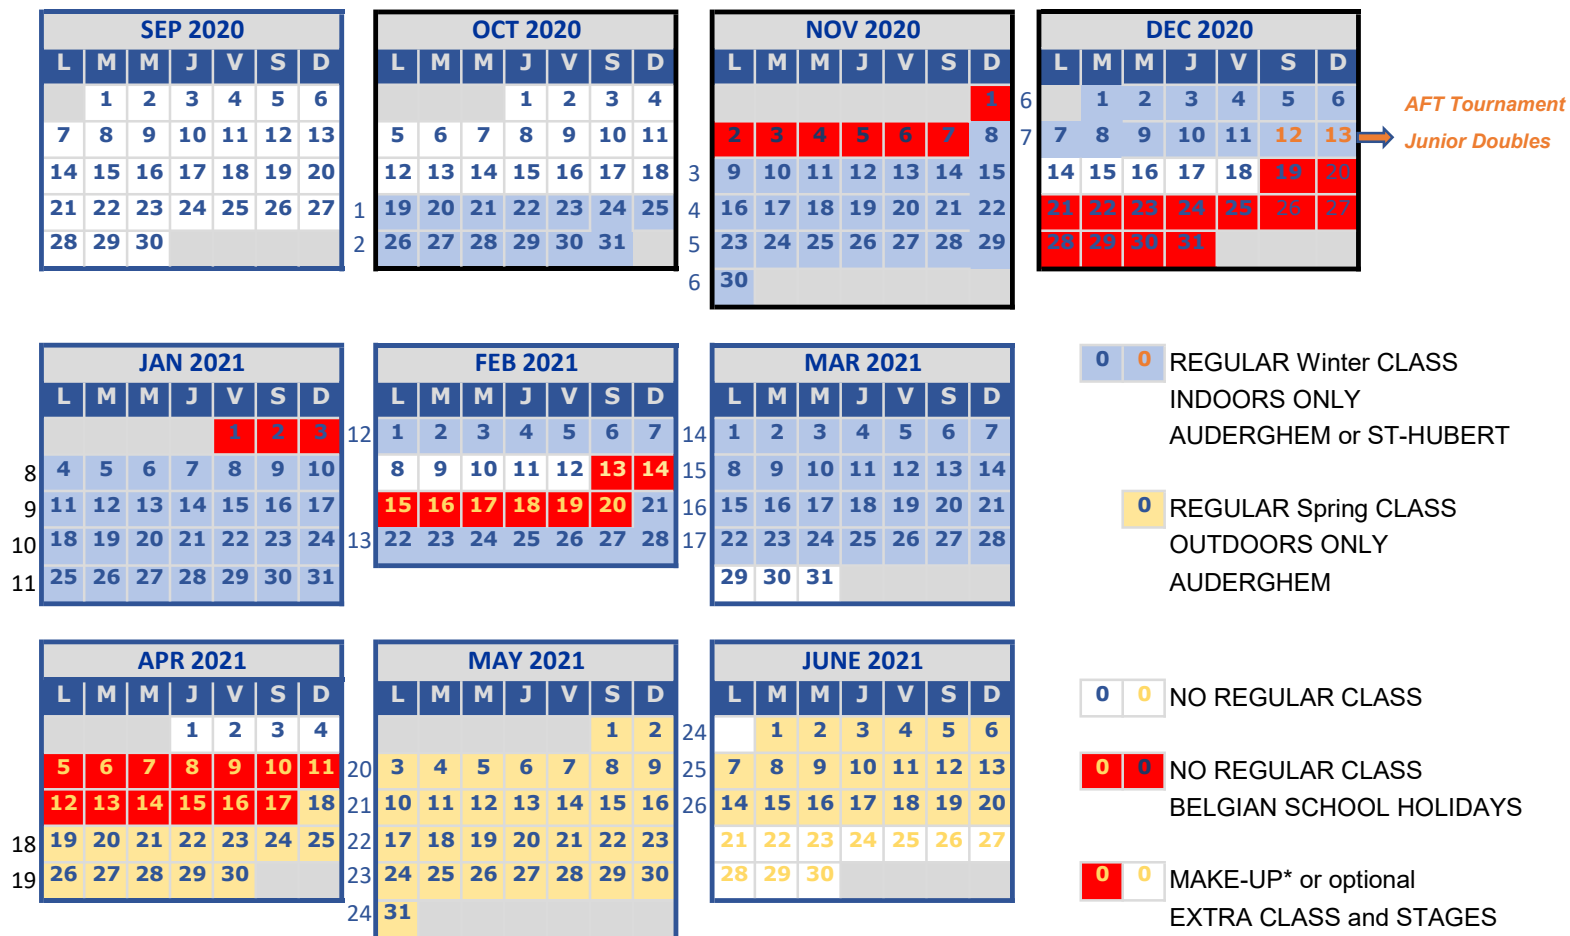 SEP 2020
L M M J V S D
1 2 3 4 5 6
7 8 9 10 11 12 13
14 15 16 17 18 19 20
21 22 23 24 25 26 27
28 29 30
OCT 2020
L M M J V S D
1 2 3 4
5 6 7 8 9 10 11
12 13 14 15 16 17 18
1 19 20 21 22 23 24 25
2 26 27 28 29 30 31
NOV 2020
L M M J V S D
1
2 3 4 5 6 7 8
3 9 10 11 12 13 14 15
4 16 17 18 19 20 21 22
5 23 24 25 26 27 28 29
6 30
DEC 2020
L M M J V S D
6 1 2 3 4 5 6
7 7 8 9 10 11 12 13
14 15 16 17 18 19 20
21 22 23 24 25 26 27
28 29 30 31
AFT Tournament
Junior Doubles
JAN 2021
L M M J V S D
1 2 3
8 4 5 6 7 8 9 10
9 11 12 13 14 15 16 17
10 18 19 20 21 22 23 24
11 25 26 27 28 29 30 31
FEB 2021
L M M J V S D
12 1 2 3 4 5 6 7
8 9 10 11 12 13 14
15 16 17 18 19 20 21
13 22 23 24 25 26 27 28
MAR 2021
L M M J V S D
14 1 2 3 4 5 6 7
15 8 9 10 11 12 13 14
16 15 16 17 18 19 20 21
17 22 23 24 25 26 27 28
29 30 31
0 0 REGULAR Winter CLASS
INDOORS ONLY
AUDERGHEM or ST-HUBERT
0 REGULAR Spring CLASS
OUTDOORS ONLY
AUDERGHEM
APR 2021
L M M J V S D
1 2 3 4
5 6 7 8 9 10 11
12 13 14 15 16 17 18
18 19 20 21 22 23 24 25
19 26 27 28 29 30
MAY 2021
L M M J V S D
1 2
20 3 4 5 6 7 8 9
21 10 11 12 13 14 15 16
22 17 18 19 20 21 22 23
23 24 25 26 27 28 29 30
24 31
JUNE 2021
L M M J V S D
24 1 2 3 4 5 6
25 7 8 9 10 11 12 13
26 14 15 16 17 18 19 20
21 22 23 24 25 26 27
28 29 30
0 0 NO REGULAR CLASS
0 0 NO REGULAR CLASS
BELGIAN SCHOOL HOLIDAYS
0 0 MAKE-UP* or optional
EXTRA CLASS and STAGES